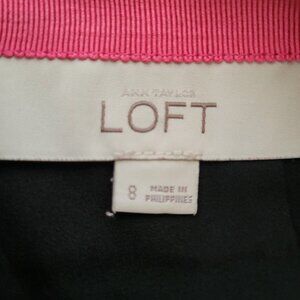 ANN TAYLOR
LOFT
8
MADE IN
PHILIPPINES